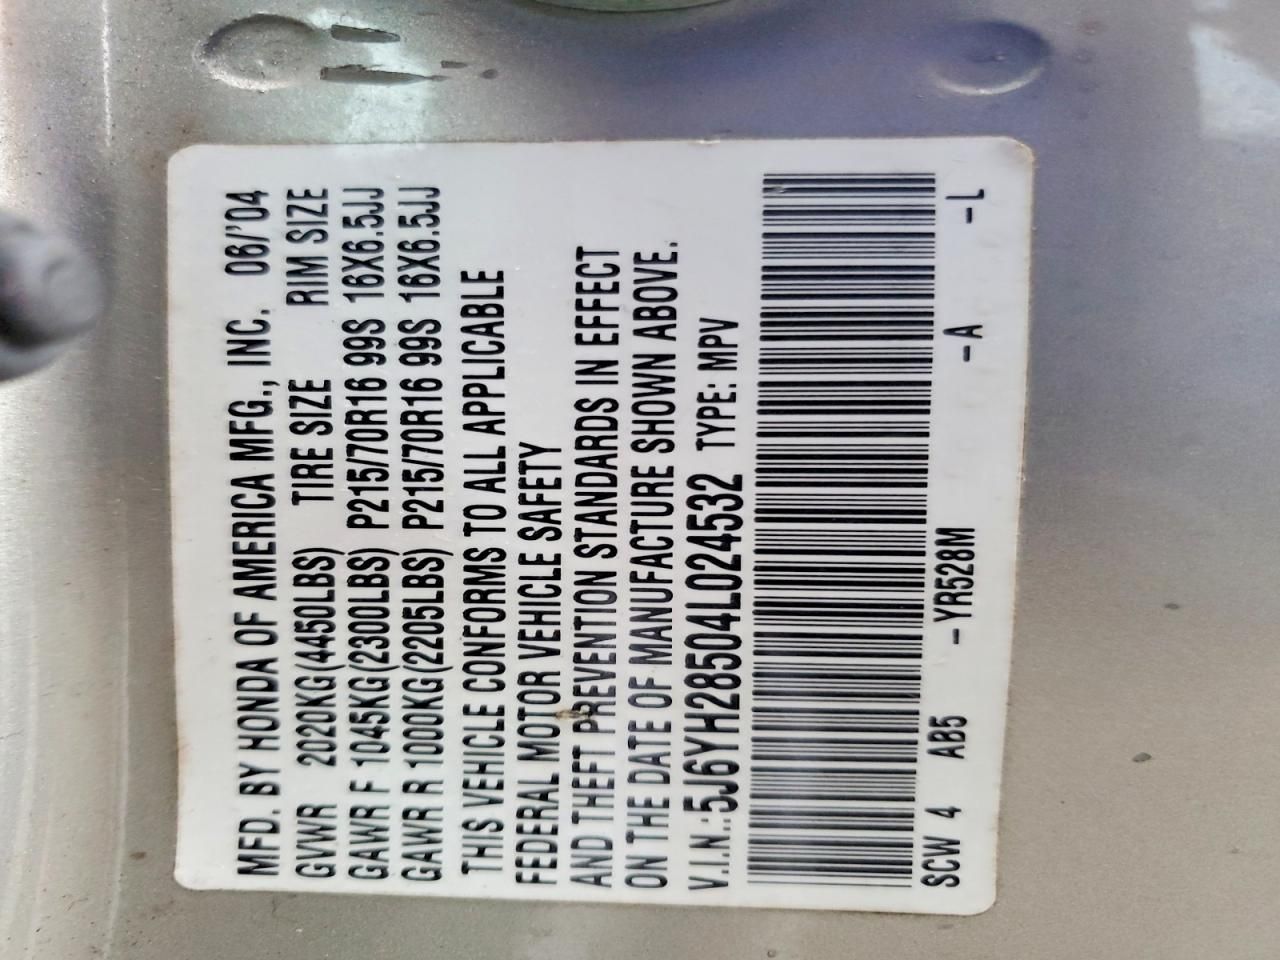 MFD. BY HONDA OF AMERICA MFG., INC. 06/'04
GVWR 2020KG(4450LBS) TIRE SIZE RIM SIZE
GAWR F 1045KG(2300LBS) P215/70R16 99S 16X6.5JJ
GAWR R 1000KG(2205LBS) P215/70R16 99S 16X6.5JJ
THIS VEHICLE CONFORMS TO ALL APPLICABLE
FEDERAL MOTOR VEHICLE SAFETY
AND THEFT PREVENTION STANDARDS IN EFFECT
ON THE DATE OF MANUFACTURE SHOWN ABOVE.
V.I.N.:5J6YH28504L024532 TYPE: MPV
SCW 4 AB5 -YR528M -A -L